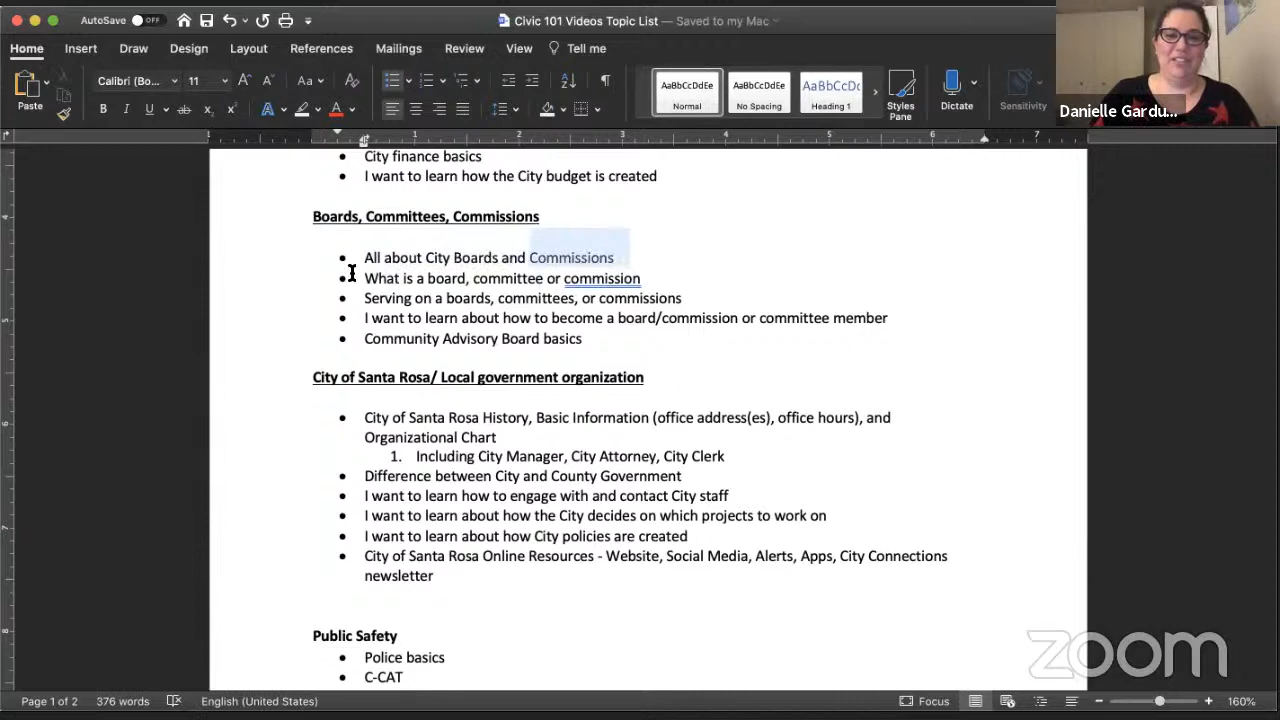 AutoSave OFF
Civic 101 Videos Topic List — Saved to my Mac
Home Insert Draw Design Layout References Mailings Review View Tell me
Paste
Calibri (Bo... 11
AaBbCcDdEe
Normal
AaBbCcDdEe
No Spacing
AaBbCcDc
Heading 1
Styles
Pane
Dictate
Sensitivity
Danielle Gardu...
1 1 2 3 4 5 6 7
• City finance basics
• I want to learn how the City budget is created
Boards, Committees, Commissions
• All about City Boards and Commissions
• What is a board, committee or commission
• Serving on a boards, committees, or commissions
• I want to learn about how to become a board/commission or committee member
• Community Advisory Board basics
City of Santa Rosa/ Local government organization
• City of Santa Rosa History, Basic Information (office address(es), office hours), and
Organizational Chart
1. Including City Manager, City Attorney, City Clerk
• Difference between City and County Government
• I want to learn how to engage with and contact City staff
• I want to learn about how the City decides on which projects to work on
• I want to learn about how City policies are created
• City of Santa Rosa Online Resources - Website, Social Media, Alerts, Apps, City Connections
newsletter
Public Safety
• Police basics
• C-CAT
zoom
Page 1 of 2 376 words English (United States) Focus 160%